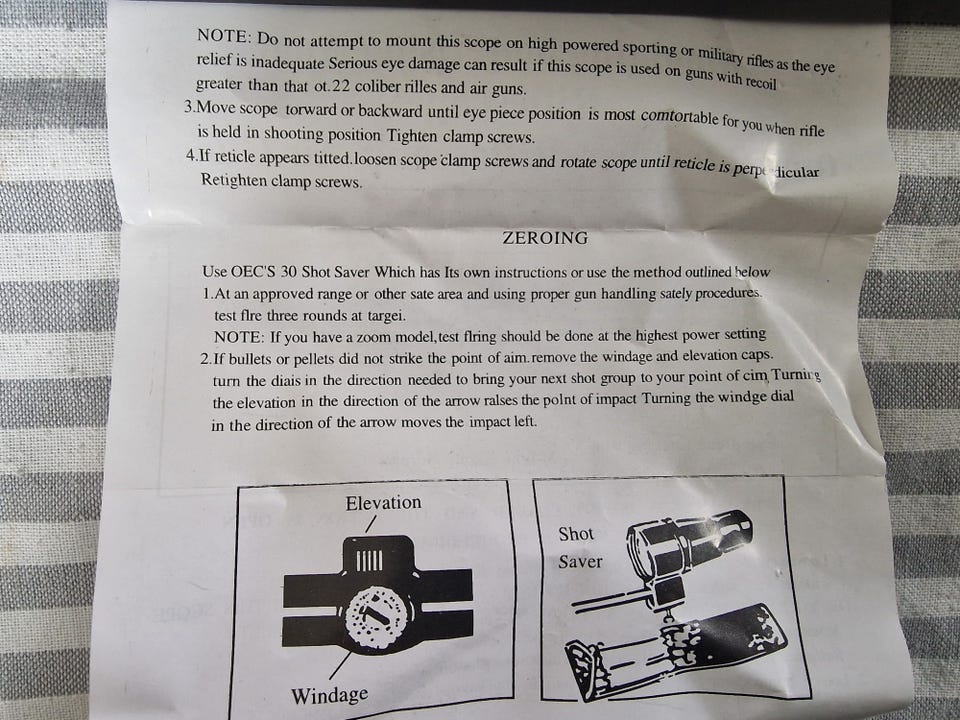 NOTE: Do not attempt to mount this scope on high powered sporting or military rifles as the eye
relief is inadequate Serious eye damage can result if this scope is used on guns with recoil
greater than that ot.22 coliber rilles and air guns.
3.Move scope torward or backward until eye piece position is most comtortable for you when rifle
is held in shooting position Tighten clamp screws.
4.If reticle appears titted.loosen scope clamp screws and rotate scope until reticle is
Retighten clamp screws.
ZEROING
Use OEC'S 30 Shot Saver Which has Its own instructions or use the method outlined below
1.At an approved range or other sate area and using proper gun handling sately procedures.
test flre three rounds at targei.
NOTE: If you have a zoom model,test flring should be done at the highest power setting
2.If bullets or pellets did not strike the point of aim.remove the windage and elevation caps.
turn the diais in the direction needed to bring your next shot group to your point of cim Turning
the elevation in the direction of the arrow ralses the polnt of impact Turning the windge dial
in the direction of the arrow moves the impact left.
Elevation
Windage
Shot
Saver